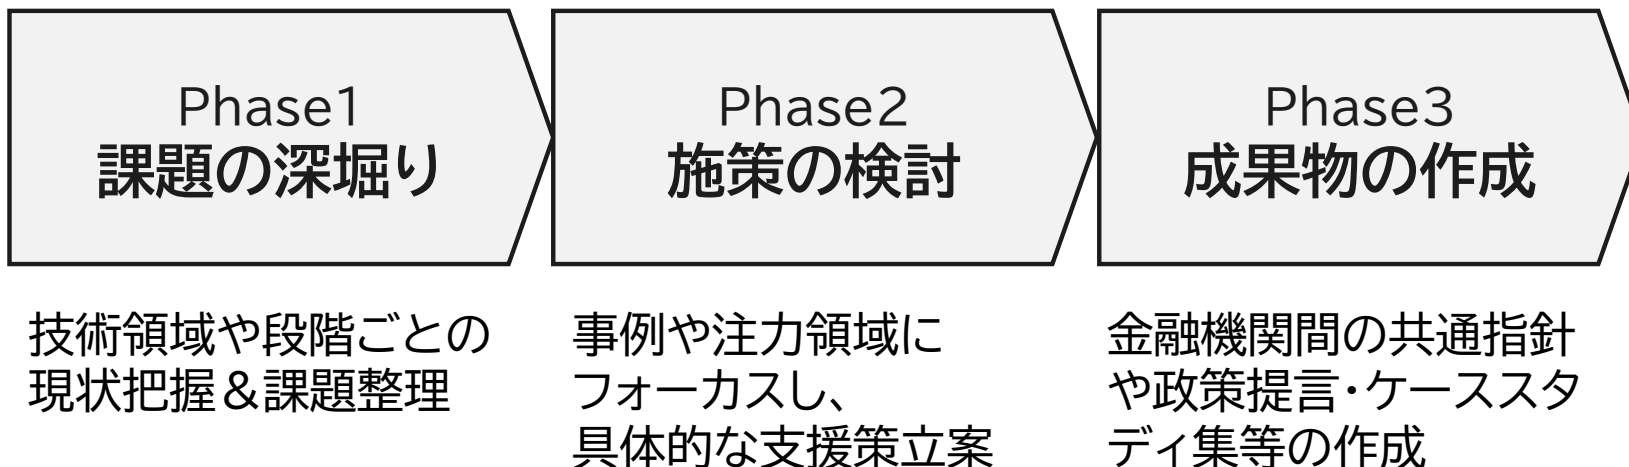 Phase1
課題の深堀り
技術領域や段階ごとの
現状把握＆課題整理
Phase2
施策の検討
事例や注力領域に
フォーカスし、
具体的な支援策立案
Phase3
成果物の作成
金融機関間の共通指針
や政策提言・ケーススタ
ディ集等の作成